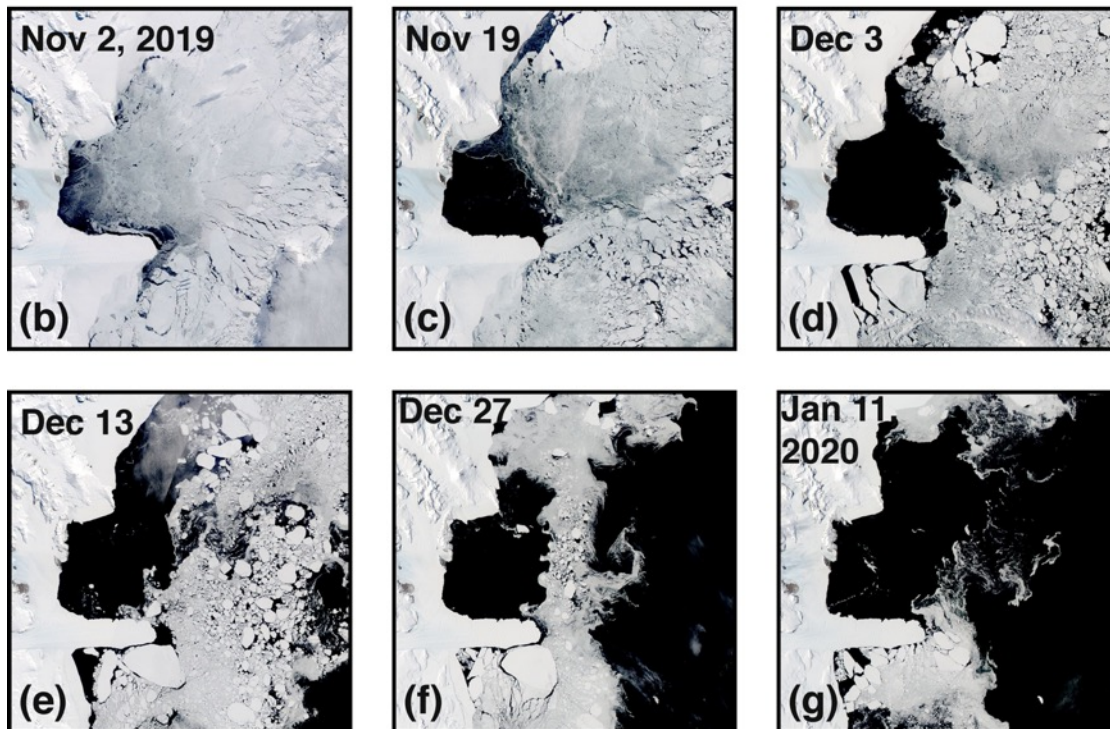 Nov 2, 2019
(b)
Nov 19
(c)
Dec 3
(d)
Dec 13
(e)
Dec 27
(f)
Jan 11,
2020
(g)